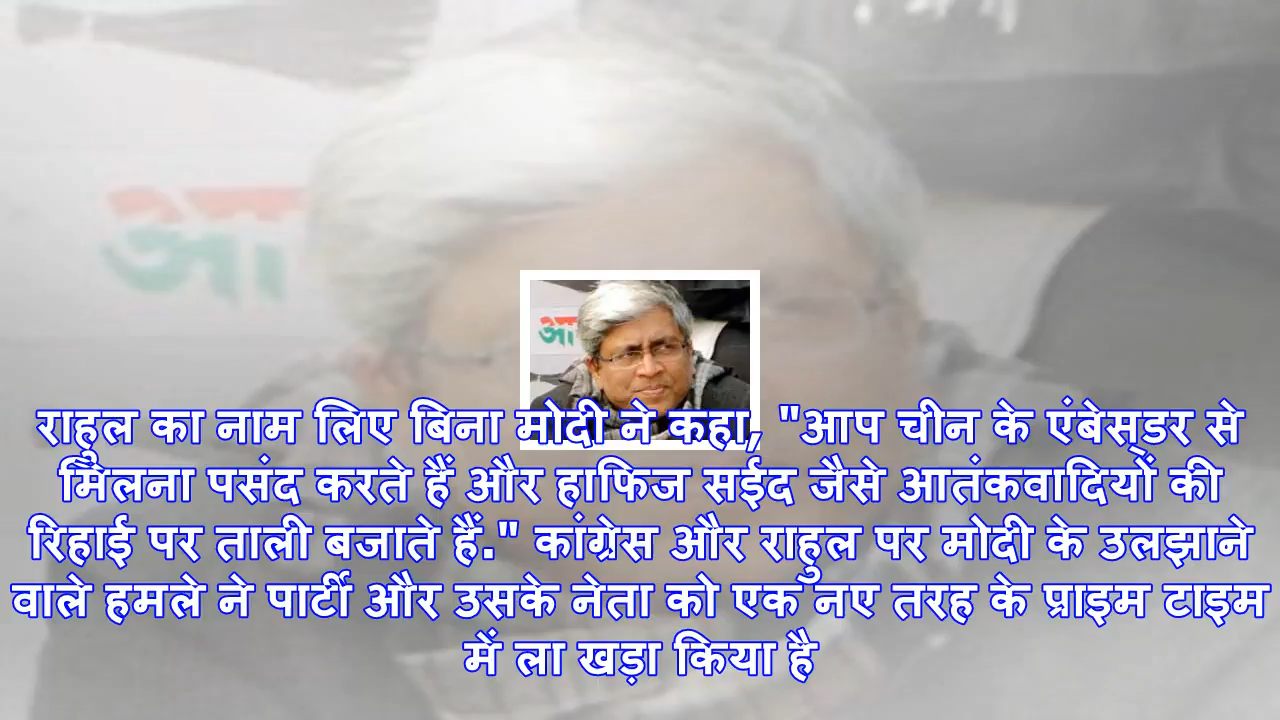 आ
राहुल का नाम लिए बिना मोदी ने कहा, "आप चीन के एंबेस्डर से
मिलना पसंद करते हैं और हाफिज सईद जैसे आतंकवादियों की
रिहाई पर ताली बजाते हैं." कांग्रेस और राहुल पर मोदी के उलझाने
वाले हमले ने पार्टी और उसके नेता को एक नए तरह के प्राइम टाइम
में ला खड़ा किया है